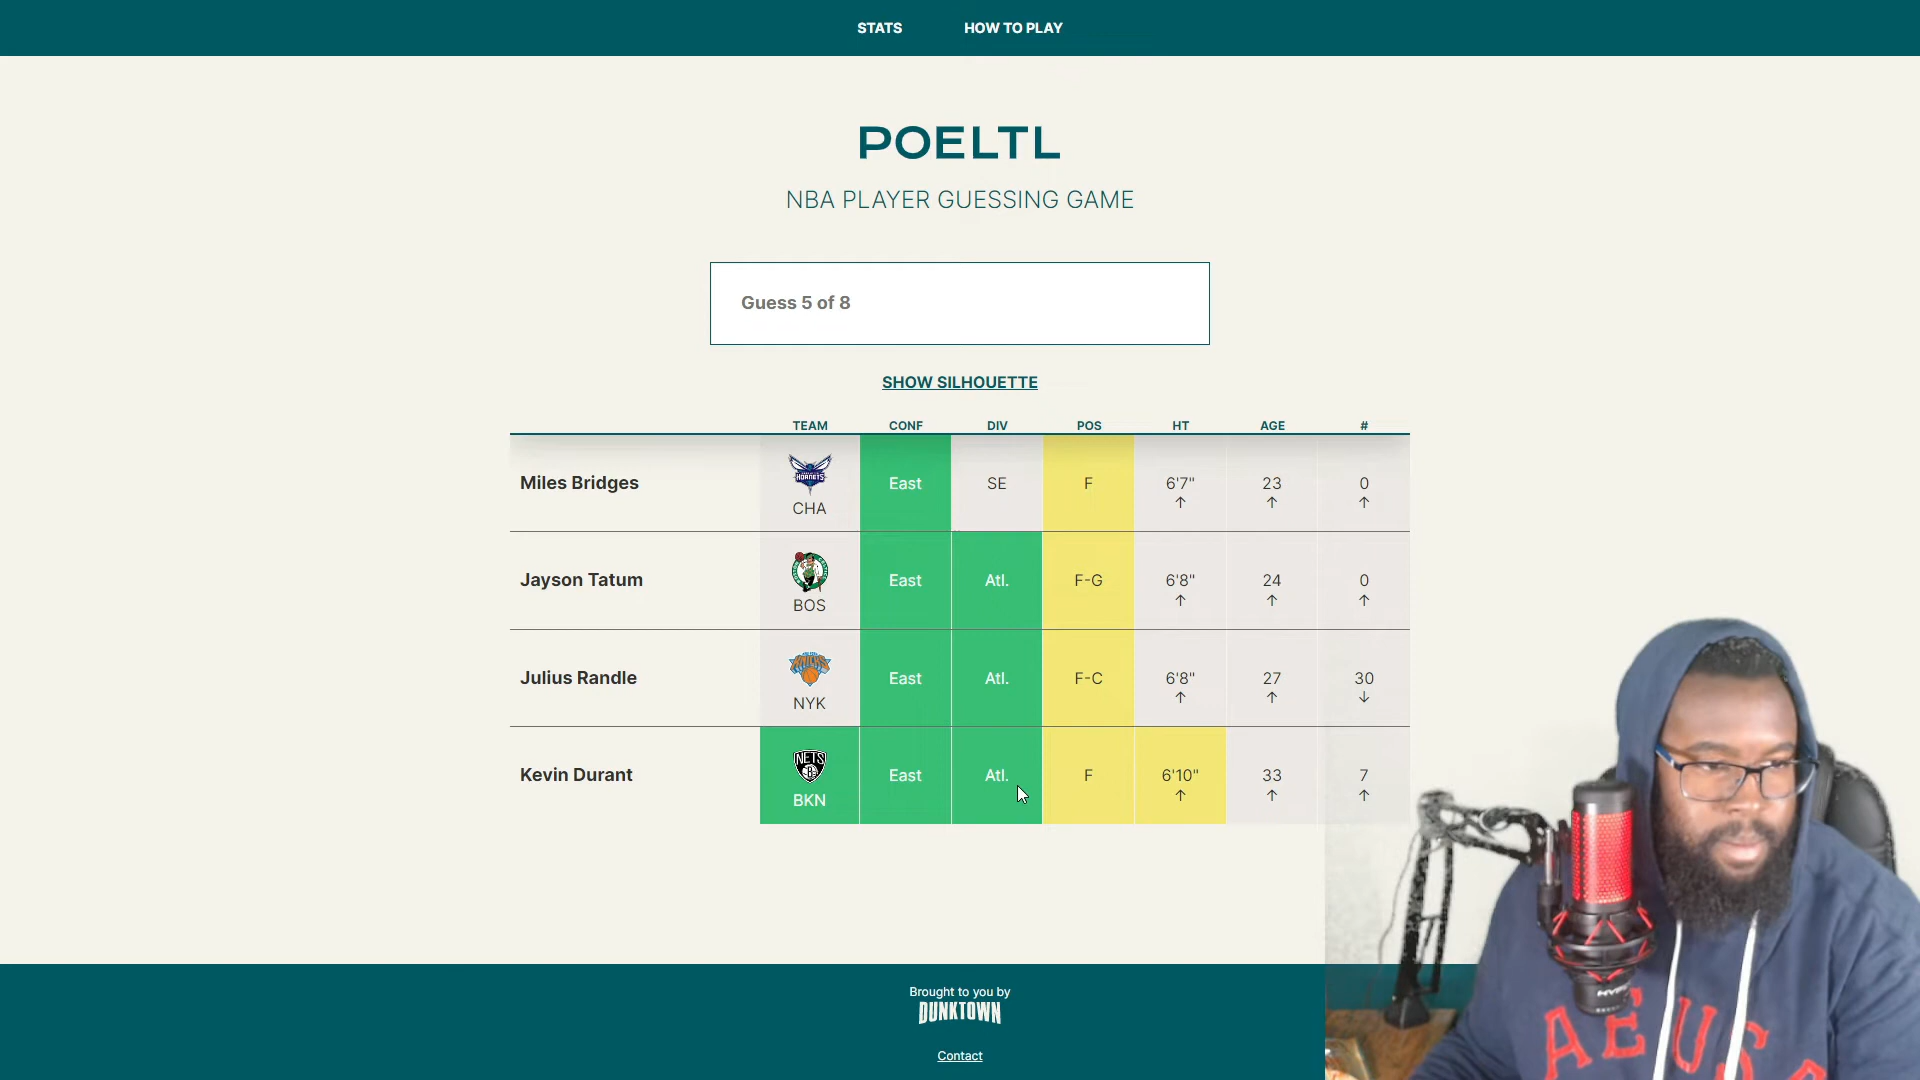 STATS HOW TO PLAY
POELTL
NBA PLAYER GUESSING GAME
Guess 5 of 8
SHOW SILHOUETTE
TEAM CONF DIV POS HT AGE #
Miles Bridges HORNETS CHA East SE F 6'7" ↑ 23 ↑ 0 ↑
Jayson Tatum BOS East Atl. F-G 6'8" ↑ 24 ↑ 0 ↑
Julius Randle KNICKS NYK East Atl. F-C 6'8" ↑ 27 ↑ 30 ↓
Kevin Durant NETS B BKN East Atl. F 6'10" ↑ 33 ↑ 7 ↑
Brought to you by
DUNKTOWN
Contact